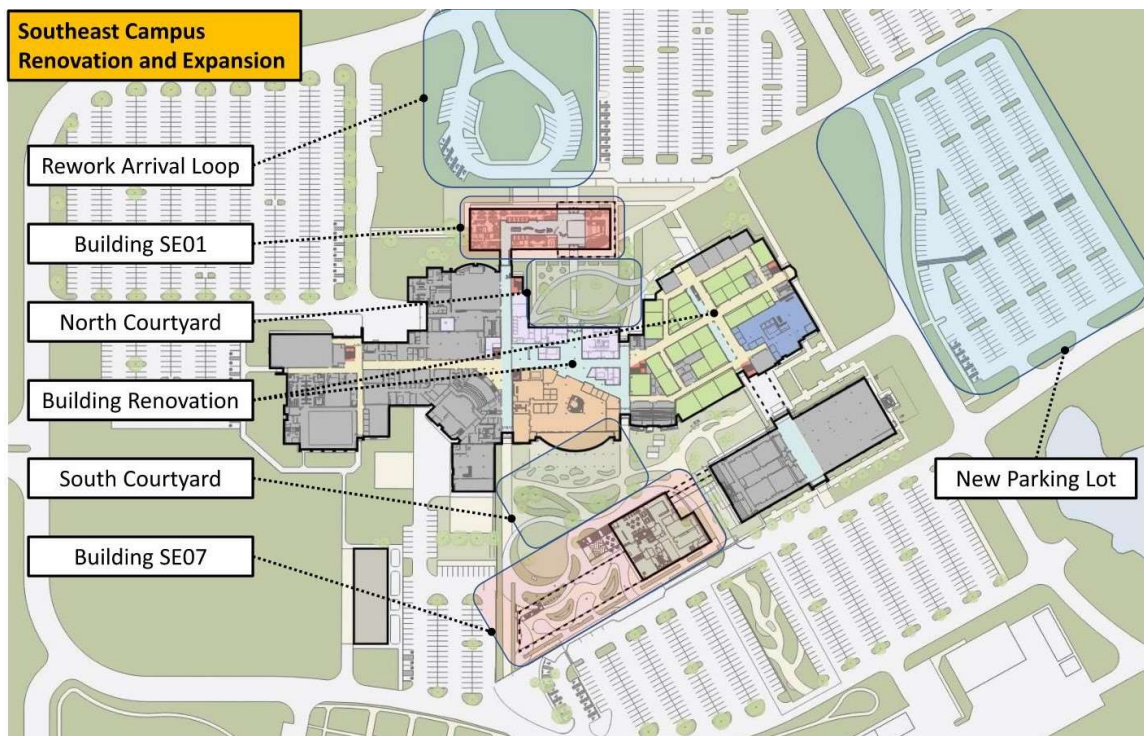 Southeast Campus
Renovation and Expansion
Rework Arrival Loop
Building SE01
North Courtyard
Building Renovation
South Courtyard
Building SE07
New Parking Lot